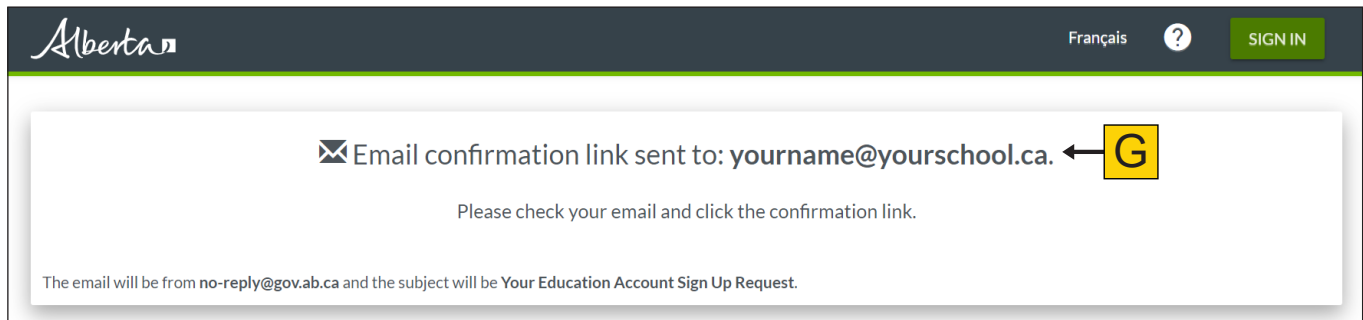 Alberta
Français ? SIGN IN
Email confirmation link sent to: yourname@yourschool.ca. G
Please check your email and click the confirmation link.
The email will be from no-reply@gov.ab.ca and the subject will be Your Education Account Sign Up Request.